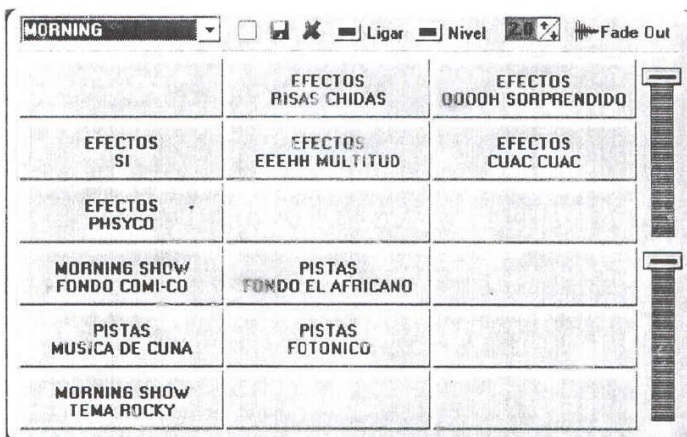 MORNING Ligar Nivel 2.0 Fade Out
EFECTOS
RISAS CHIDAS
EFECTOS
OOOOH SORPRENDIDO
EFECTOS
SI
EFECTOS
EEEHH MULTITUD
EFECTOS
CUAC CUAC
EFECTOS
PHSYCO
MORNING SHOW
FONDO COMI-CO
PISTAS
FONDO EL AFRICANO
PISTAS
MUSICA DE CUNA
PISTAS
FOTONICO
MORNING SHOW
TEMA ROCKY